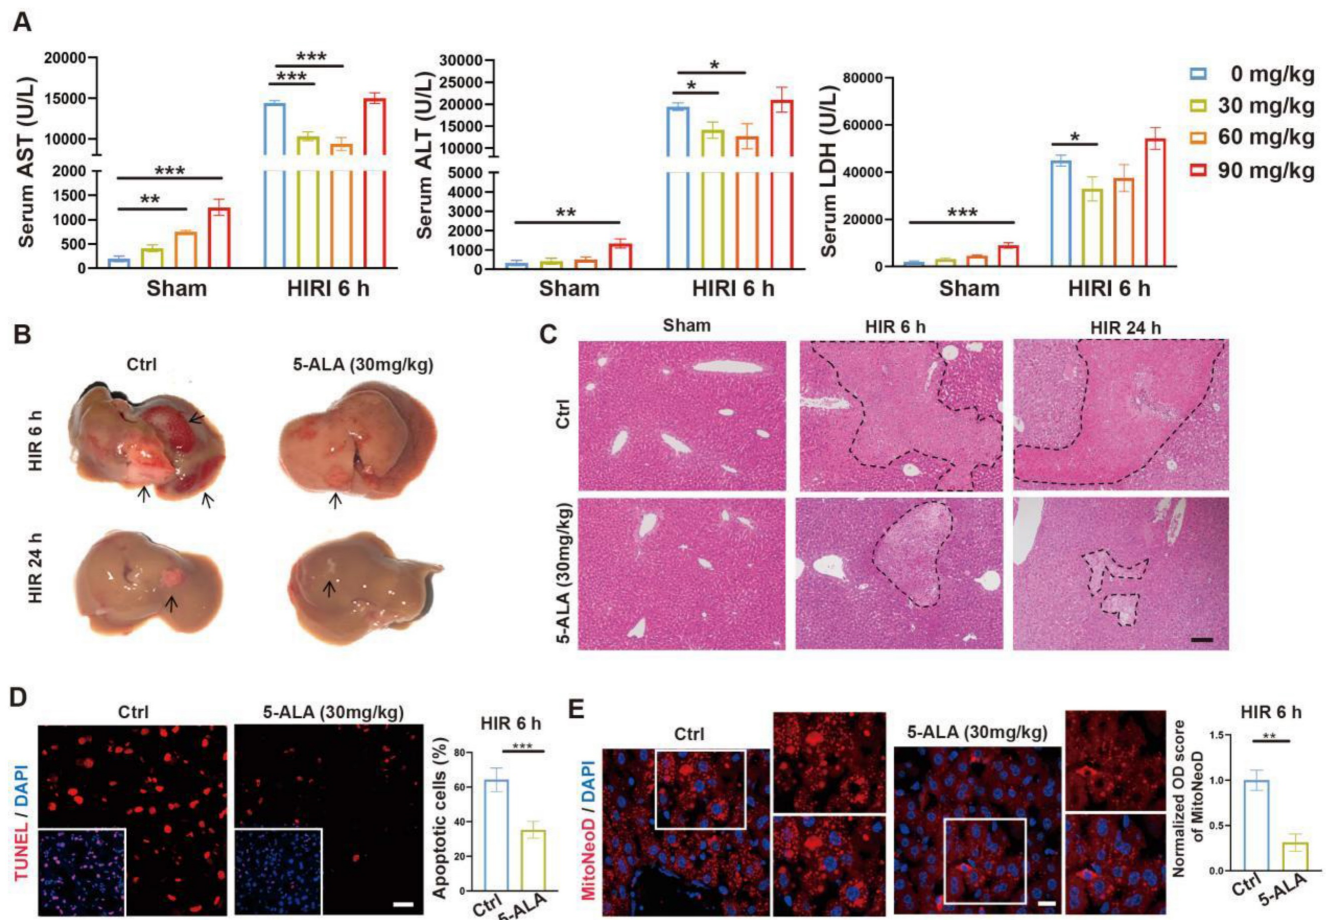 A
Serum AST (U/L)
20000
15000
10000
2000
1500
1000
500
0
***
**
***
***
Sham
HIRI 6 h
Serum ALT (U/L)
30000
25000
20000
15000
10000
5000
4000
3000
2000
1000
0
**
*
*
Sham
HIRI 6 h
Serum LDH (U/L)
80000
60000
40000
20000
0
***
*
Sham
HIRI 6 h
0 mg/kg
30 mg/kg
60 mg/kg
90 mg/kg
B
Ctrl
5-ALA (30mg/kg)
HIR 6 h
HIR 24 h
C
Sham
HIR 6 h
HIR 24 h
Ctrl
5-ALA (30mg/kg)
D
Ctrl
5-ALA (30mg/kg)
TUNEL / DAPI
HIR 6 h
Apoptotic cells (%)
80
60
40
60
0
***
Ctrl
5-ALA
E
Ctrl
5-ALA (30mg/kg)
MitoNeoD / DAPI
HIR 6 h
Normalized OD score
of MitoNeoD
1.5
1.0
0.5
0.0
**
Ctrl
5-ALA